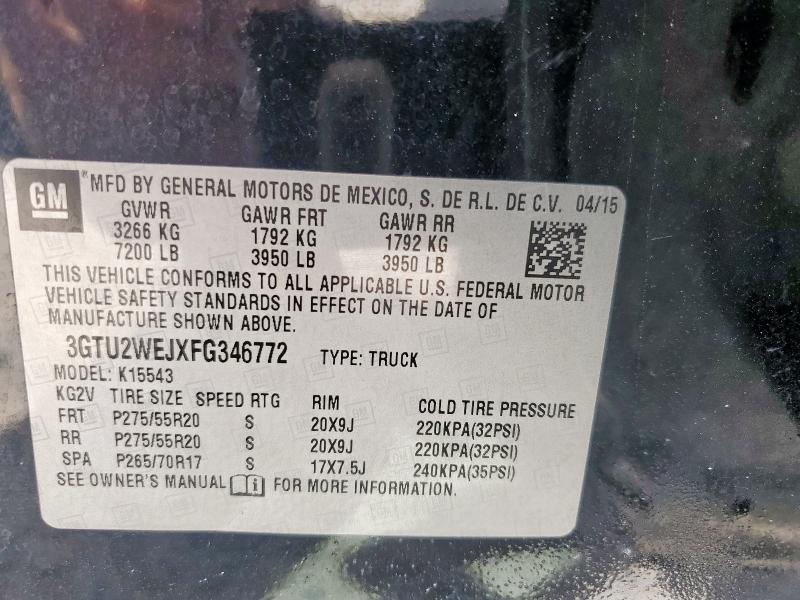 GM
® MFD BY GENERAL MOTORS DE MEXICO, S. DE R.L. DE C.V. 04/15
GVWR GAWR FRT GAWR RR
3266 KG 1792 KG 1792 KG
7200 LB 3950 LB 3950 LB
THIS VEHICLE CONFORMS TO ALL APPLICABLE U.S. FEDERAL MOTOR
VEHICLE SAFETY STANDARDS IN EFFECT ON THE DATE OF
MANUFACTURE SHOWN ABOVE.
3GTU2WEJXFG346772 TYPE: TRUCK
MODEL: K15543
KG2V TIRE SIZE SPEED RTG RIM COLD TIRE PRESSURE
FRT P275/55R20 S 20X9J 220KPA(32PSI)
RR P275/55R20 S 20X9J 220KPA(32PSI)
SPA P265/70R17 S 17X7.5J 240KPA(35PSI)
SEE OWNER'S MANUAL i FOR MORE INFORMATION.